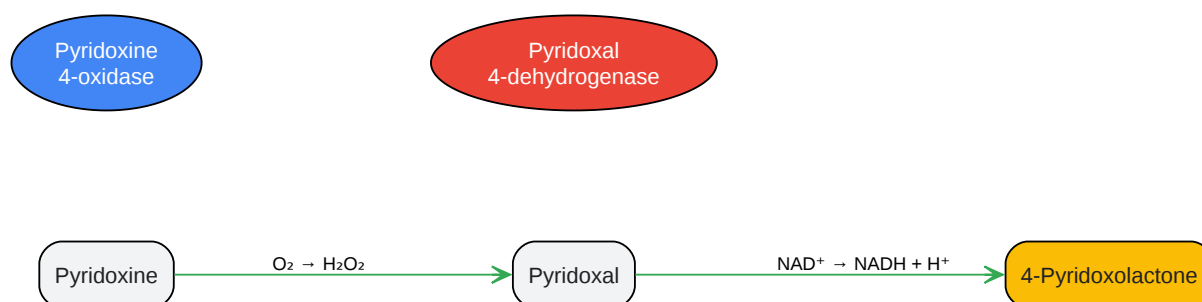 Pyridoxine
4-oxidase
Pyridoxal
4-dehydrogenase
O₂ → H₂O₂
NAD⁺ → NADH + H⁺
Pyridoxine
Pyridoxal
4-Pyridoxolactone